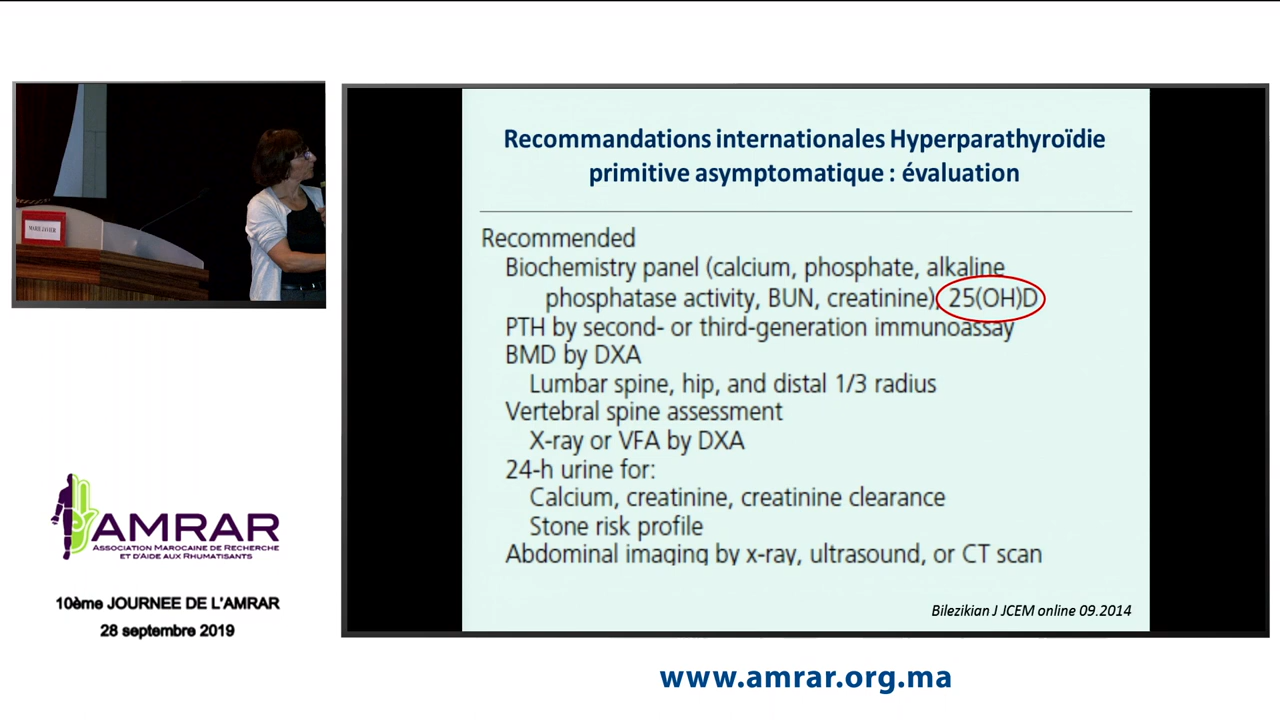 MARIE JAVIER
Recommandations internationales Hyperparathyroïdie
primitive asymptomatique : évaluation
Recommended
Biochemistry panel (calcium, phosphate, alkaline
phosphatase activity, BUN, creatinine), 25(OH)D
PTH by second- or third-generation immunoassay
BMD by DXA
Lumbar spine, hip, and distal 1/3 radius
Vertebral spine assessment
X-ray or VFA by DXA
24-h urine for:
Calcium, creatinine, creatinine clearance
Stone risk profile
Abdominal imaging by x-ray, ultrasound, or CT scan
Bilezikian J JCEM online 09.2014
AMRAR
ASSOCIATION MAROCAINE DE RECHERCHE
ET D'AIDE AUX RHUMATISANTS
10ème JOURNEE DE L'AMRAR
28 septembre 2019
www.amrar.org.ma